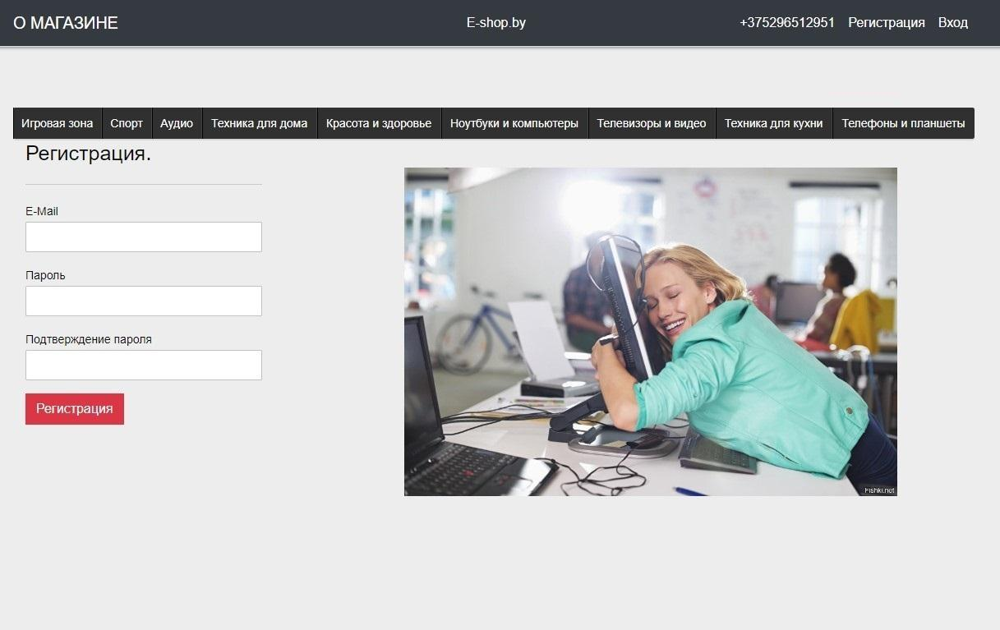 О МАГАЗИНЕ E-shop.by +375296512951 Регистрация Вход
Игровая зона Спорт Аудио Техника для дома Красота и здоровье Ноутбуки и компьютеры Телевизоры и видео Техника для кухни Телефоны и планшеты
Регистрация.
E-Mail
Пароль
Подтверждение пароля
Регистрация
Fishki.net